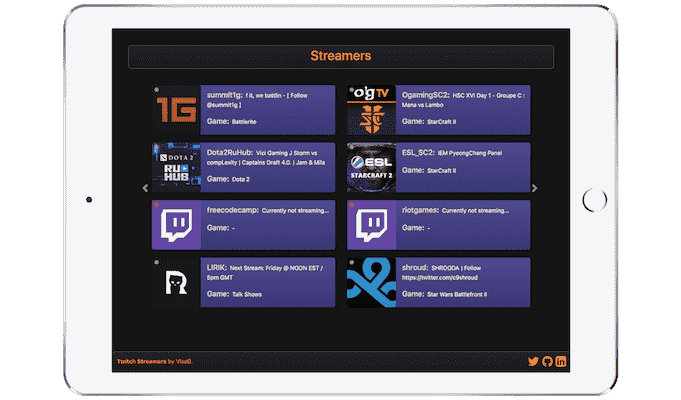 Streamers
1G
summit1g: f it, we battlin - [ Follow
@summit1g ]
Game: Battlerite
O'G TV
OgamingSC2: HSC XVI Day 1 - Groupe C :
Mana vs Lambo
Game: StarCraft II
DOTA 2
RUHUB
Dota2RuHub: Vici Gaming J Storm vs
compLexity | Captains Draft 4.0. | Jam & Mila
Game: Dota 2
ESL
STARCRAFT 2
ESL_SC2: IEM PyeongChang Panel
Game: StarCraft II
freecodecamp: Currently not streaming...
Game: -
riotgames: Currently not streaming...
Game: -
LIRIK: Next Stream: Friday @ NOON EST /
5pm GMT
Game: Talk Shows
shroud: SHROODA | Follow
https://twitter.com/c9shroud
Game: Star Wars Battlefront II
Twitch Streamers by VladB.